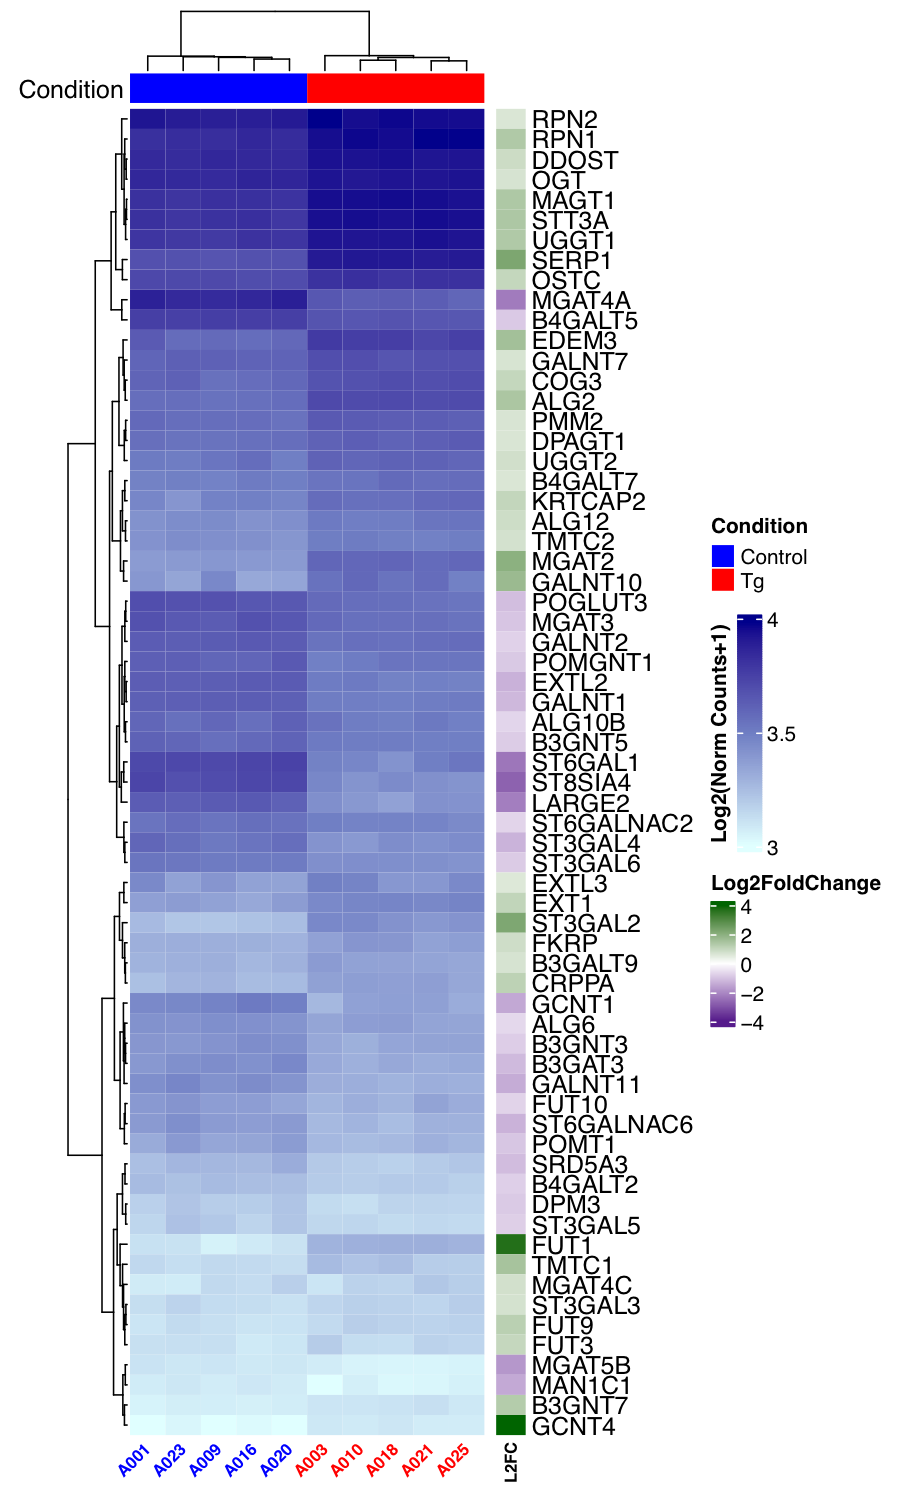 Condition
RPN2
RPN1
DDOST
OGT
MAGT1
STT3A
UGGT1
SERP1
OSTC
MGAT4A
B4GALT5
EDEM3
GALNT7
COG3
ALG2
PMM2
DPAGT1
UGGT2
B4GALT7
KRTCAP2
ALG12
TMTC2
MGAT2
GALNT10
POGLUT3
MGAT3
GALNT2
POMGNT1
EXTL2
GALNT1
ALG10B
B3GNT5
ST6GAL1
ST8SIA4
LARGE2
ST6GALNAC2
ST3GAL4
ST3GAL6
EXTL3
EXT1
ST3GAL2
FKRP
B3GALT9
CRPPA
GCNT1
ALG6
B3GNT3
B3GAT3
GALNT11
FUT10
ST6GALNAC6
POMT1
SRD5A3
B4GALT2
DPM3
ST3GAL5
FUT1
TMTC1
MGAT4C
ST3GAL3
FUT9
FUT3
MGAT5B
MAN1C1
B3GNT7
GCNT4
A001
A023
A009
A016
A020
A003
A010
A018
A021
A025
L2FC
Condition
Control
Tg
Log2(Norm Counts+1)
4
3.5
3
Log2FoldChange
4
2
0
−2
−4